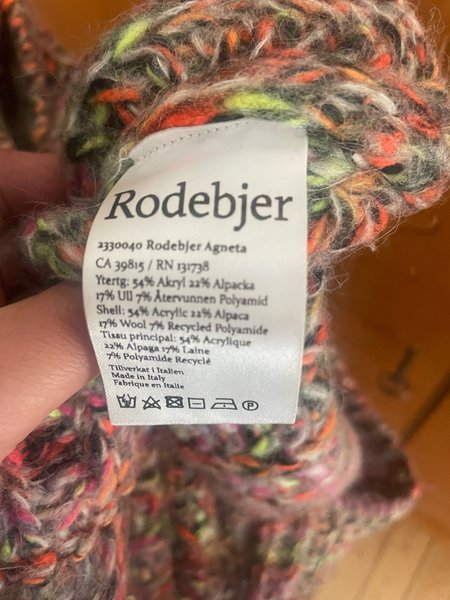 Rodebjer
2330040 Rodebjer Agneta
CA 39815 / RN 131738
Ytertg: 54% Akryl 22% Alpacka
17% Ull 7% Återvunnen Polyamid
Shell: 54% Acrylic 22% Alpaca
17% Wool 7% Recycled Polyamide
Tissu principal: 54% Acrylique
22% Alpaga 17% Laine
7% Polyamide Recyclé
Tillverkat i Italien
Made in Italy
Fabrique en Italie
P